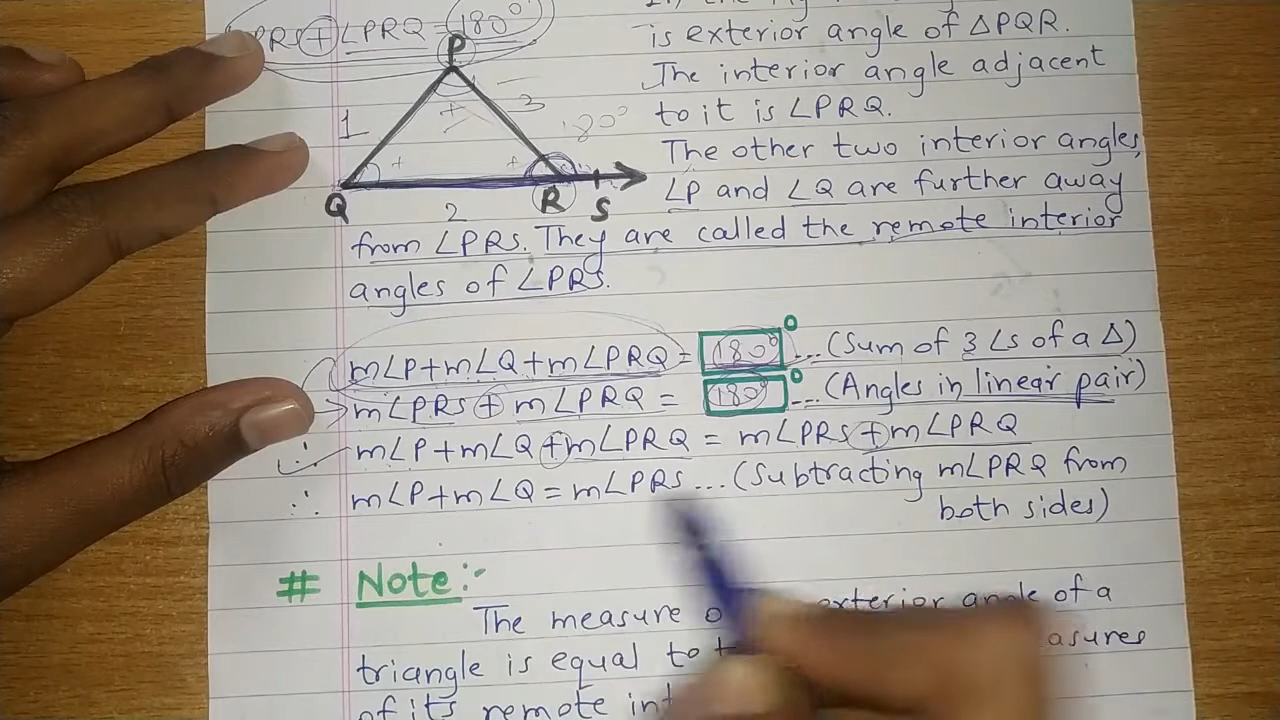 PRS+∠PRQ=180°
is exterior angle of ΔPQR.
The interior angle adjacent
to it is ∠PRQ.
The other two interior angles,
∠P and ∠Q are further away
from ∠PRS. They are called the remote interior
angles of ∠PRS.
P
1
3
+
+
+
180°
Q
2
R
S
m∠P+m∠Q+m∠PRQ= 180° ° ... (Sum of 3 ∠s of a Δ)
m∠PRS + m∠PRQ = 180° ° ... (Angles in linear pair)
∴ m∠P+m∠Q+m∠PRQ = m∠PRS+m∠PRQ
∴ m∠P+m∠Q=m∠PRS ... (Subtracting m∠PRQ from
both sides)
# Note:-
The measure exterior angle of a
triangle is equal to asures
of its remote